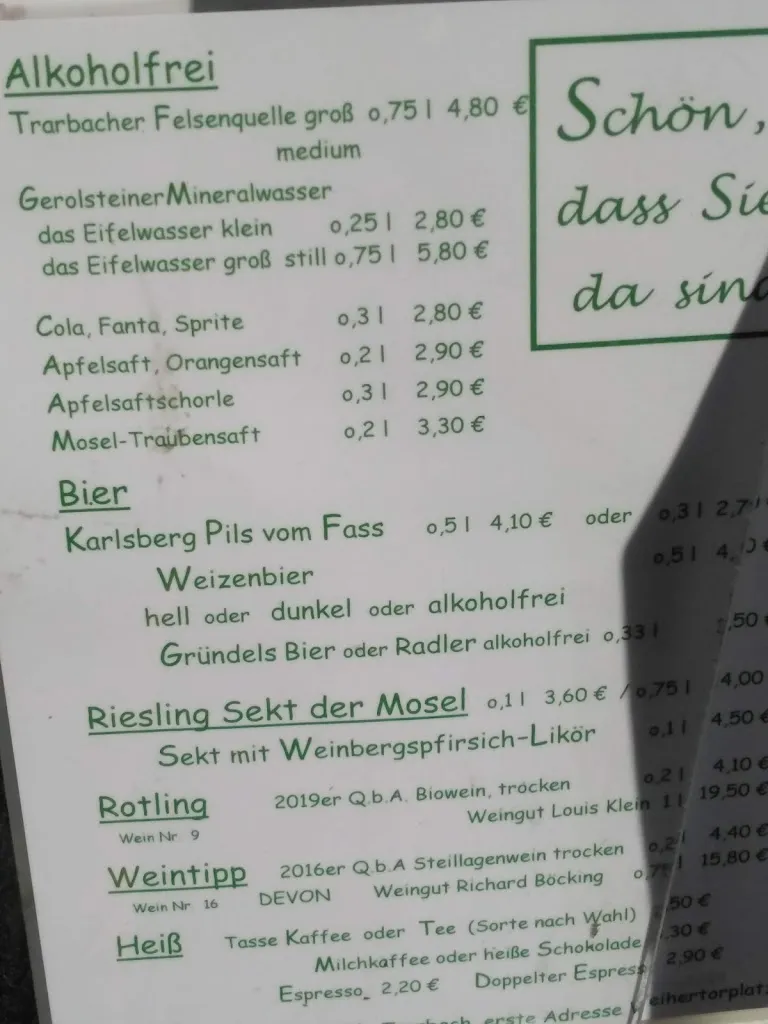 Alkoholfrei
Trarbacher Felsenquelle groß 0,75 l 4,80 €
medium
Gerolsteiner Mineralwasser
das Eifelwasser klein 0,25 l 2,80 €
das Eifelwasser groß still 0,75 l 5,80 €
Cola, Fanta, Sprite 0,3 l 2,80 €
Apfelsaft, Orangensaft 0,2 l 2,90 €
Apfelsaftschorle 0,3 l 2,90 €
Mosel-Traubensaft 0,2 l 3,30 €
Schön,
dass Sie
da sind
Bier
Karlsberg Pils vom Fass 0,5 l 4,10 € oder 0,3 l
Weizenbier 0,5 l
hell oder dunkel oder alkoholfrei
Gründels Bier oder Radler alkoholfrei 0,33 l
Riesling Sekt der Mosel 0,1 l 3,60 € / 0,75 l 4,00
Sekt mit Weinbergspfirsich-Likör 0,1 l 4,50 €
Rotling 2019er Q.b.A. Biowein, trocken 0,2 l 4,10 €
Wein Nr 9 Weingut Louis Klein 1 l 19,50 €
Weintipp 2016er Q.b.A Steillagenwein trocken 0,2 l 4,40 €
Wein Nr 16 DEVON Weingut Richard Böcking 15,80 €
Heiß Tasse Kaffee oder Tee (Sorte nach Wahl)
Milchkaffee oder heiße Schokolade
Espresso 2,20 € Doppelter Espress 2,90 €
erste Adresse